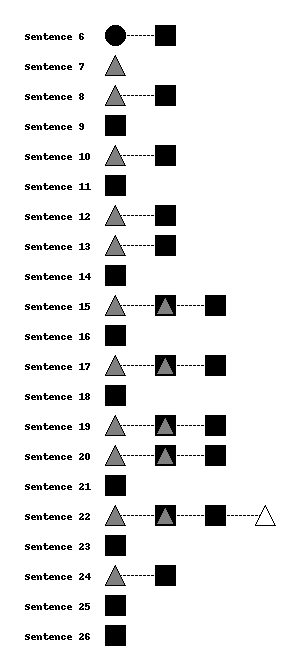 Sentence 6
Sentence 7
Sentence 8
Sentence 9
Sentence 10
Sentence 11
Sentence 12
Sentence 13
Sentence 14
Sentence 15
Sentence 16
Sentence 17
Sentence 18
Sentence 19
Sentence 20
Sentence 21
Sentence 22
Sentence 23
Sentence 24
Sentence 25
Sentence 26